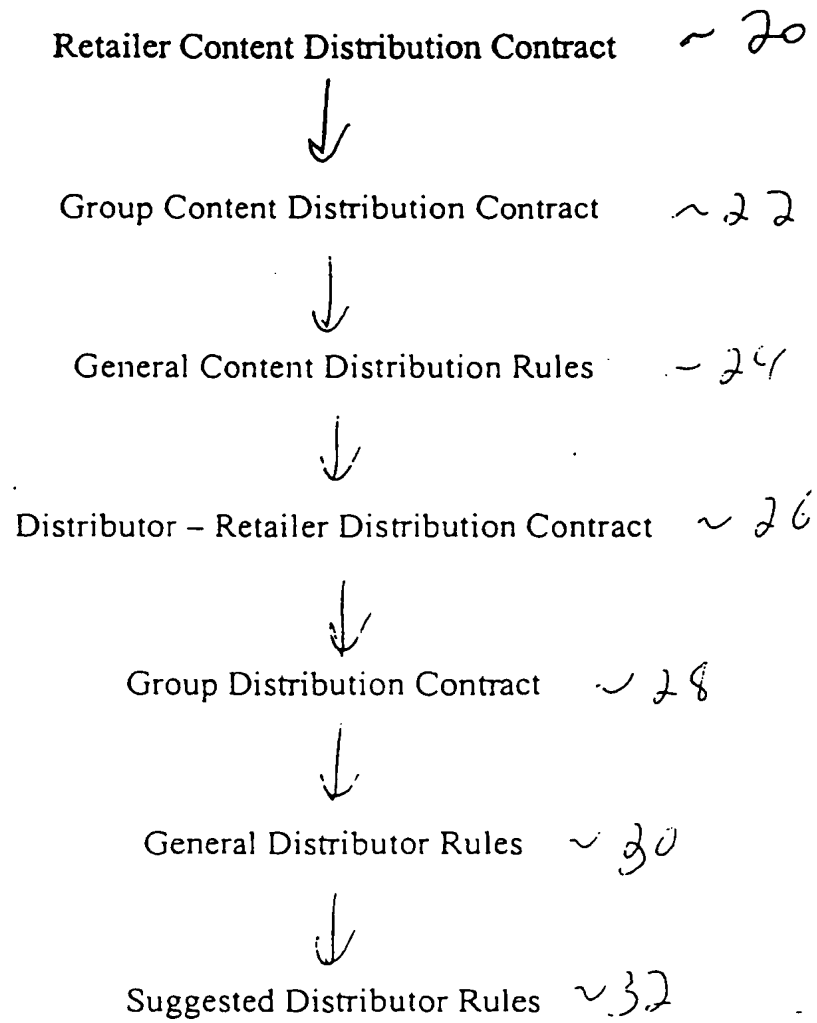 Retailer Content Distribution Contract ~ 20
Group Content Distribution Contract ~ 22
General Content Distribution Rules - 24
Distributor – Retailer Distribution Contract ~ 26
Group Distribution Contract ~ 28
General Distributor Rules ~ 30
Suggested Distributor Rules ~ 32